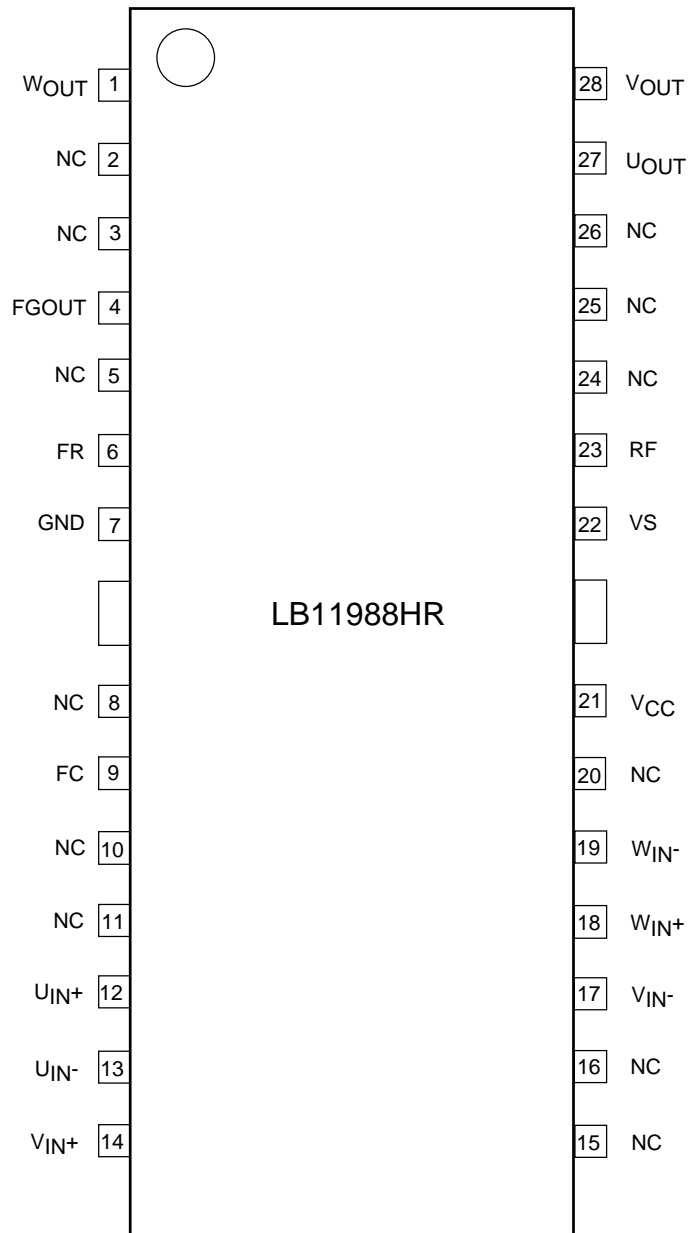 WOUT 1 28 VOUT
NC 2 27 UOUT
NC 3 26 NC
FGOUT 4 25 NC
NC 5 24 NC
FR 6 23 RF
GND 7 22 VS
LB11988HR
NC 8 21 VCC
FC 9 20 NC
NC 10 19 WIN-
NC 11 18 WIN+
UIN+ 12 17 VIN-
UIN- 13 16 NC
VIN+ 14 15 NC